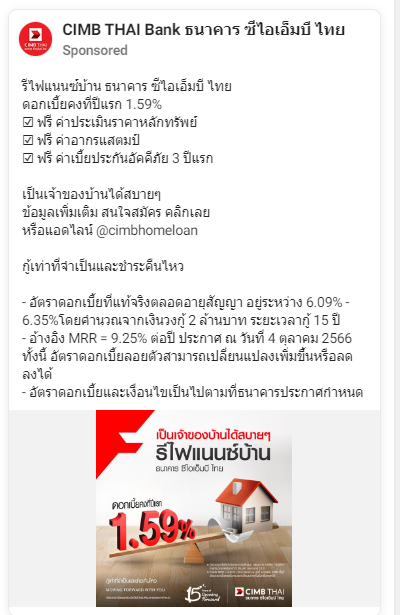 CIMB THAI Bank ธนาคาร ซีไอเอ็มบี ไทย
Sponsored
CIMB THAI
รีไฟแนนซ์บ้าน ธนาคาร ซีไอเอ็มบี ไทย
ดอกเบี้ยคงที่ปีแรก 1.59%
☑ ฟรี ค่าประเมินราคาหลักทรัพย์
☑ ฟรี ค่าอากรแสตมป์
☑ ฟรี ค่าเบี้ยประกันอัคคีภัย 3 ปีแรก
เป็นเจ้าของบ้านได้สบายๆ
ข้อมูลเพิ่มเติม สนใจสมัคร คลิกเลย
หรือแอดไลน์ @cimbhomeloan
กู้เท่าที่จำเป็นและชำระคืนไหว
- อัตราดอกเบี้ยที่แท้จริงตลอดอายุสัญญา อยู่ระหว่าง 6.09% -
6.35%โดยคำนวณจากเงินวงกู้ 2 ล้านบาท ระยะเวลากู้ 15 ปี
- อ้างอิง MRR = 9.25% ต่อปี ประกาศ ณ วันที่ 4 ตุลาคม 2566
ทั้งนี้ อัตราดอกเบี้ยลอยตัวสามารถเปลี่ยนแปลงเพิ่มขึ้นหรือลด
ลงได้
- อัตราดอกเบี้ยและเงื่อนไขเป็นไปตามที่ธนาคารประกาศกำหนด
เป็นเจ้าของบ้านได้สบายๆ
รีไฟแนนซ์บ้าน
ธนาคาร ซีไอเอ็มบี ไทย
ดอกเบี้ยคงที่ปีแรก
1.59%
MOVING FORWARD WITH YOU
15
CIMB THAI
ธนาคาร ซีไอเอ็มบี ไทย